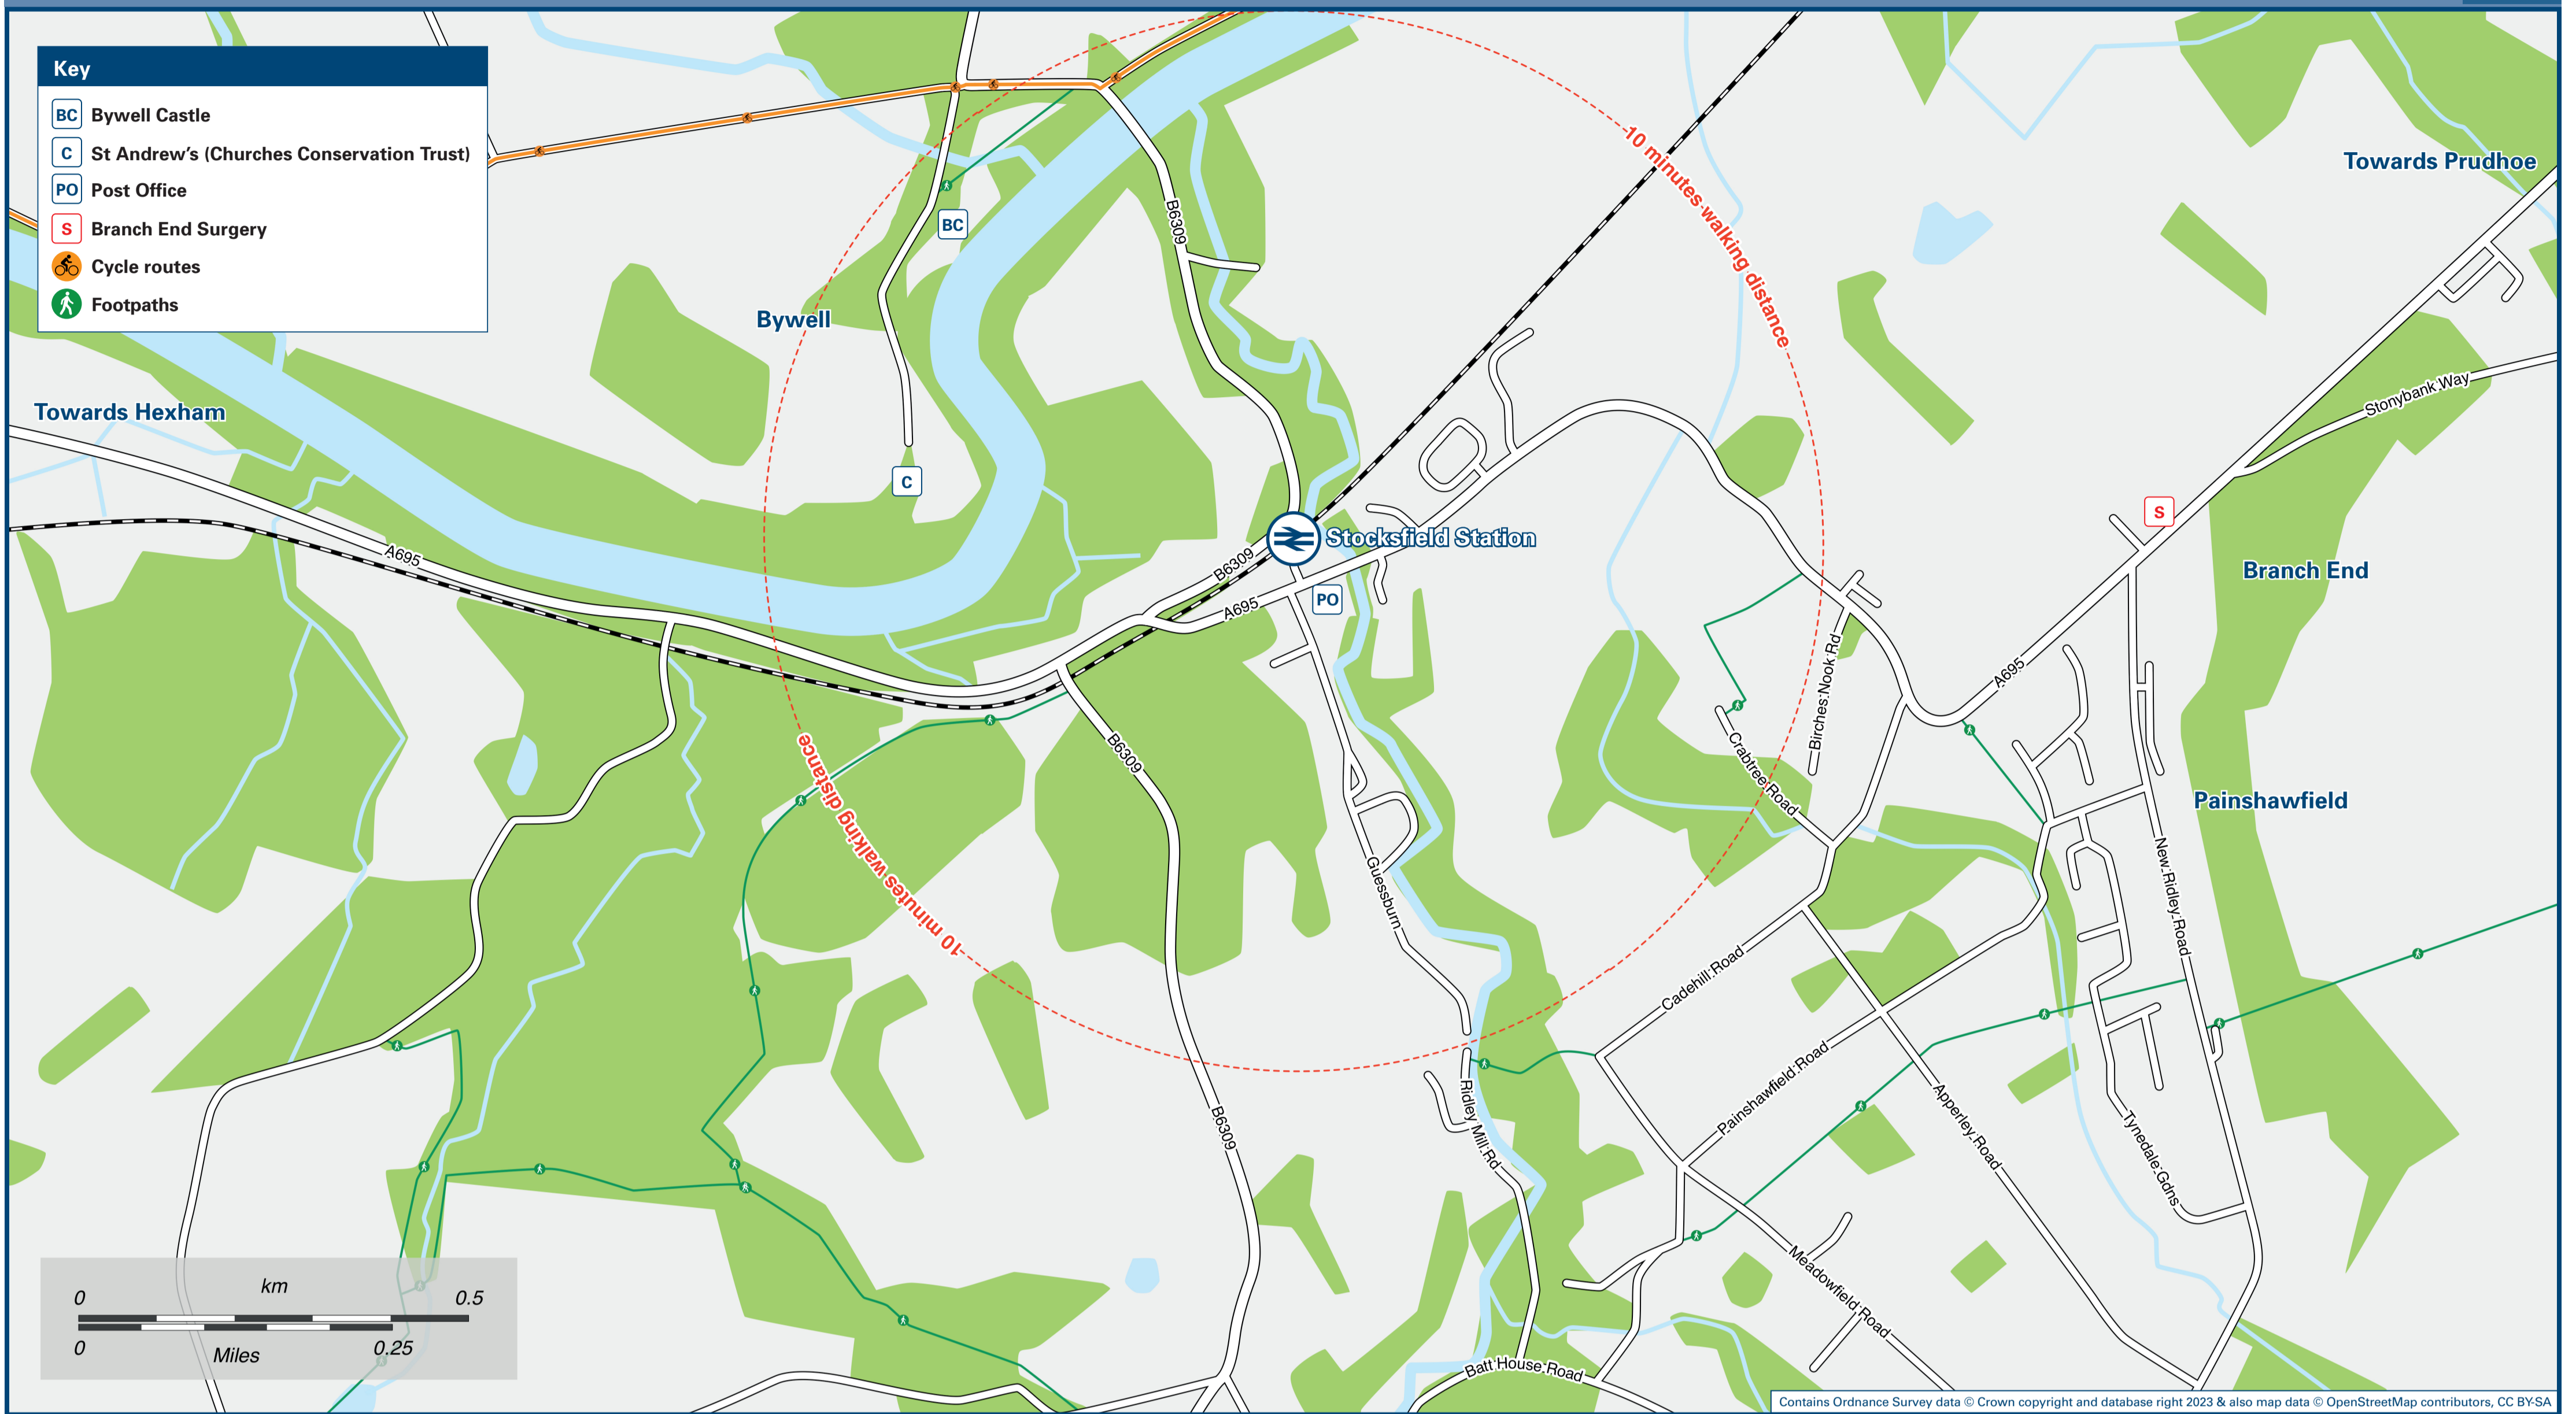 Key
BC Bywell Castle
C St Andrew's (Churches Conservation Trust)
PO Post Office
S Branch End Surgery
Cycle routes
Footpaths
Towards Prudhoe
10 minutes walking distance
B6309
BC
Bywell
Towards Hexham
Stonybank Way
C
S
A695
Stocksfield Station
B6309
Branch End
PO
A695
A695
Birches Nook Rd
B6309
10 minutes walking distance
Crabtree Road
Painshawfield
Guessburn
New Ridley Road
Cadehill Road
Painshawfield Road
Ridley Mill Rd
B6309
Apperley Road
Tynedale Gdns
Meadowfield Road
Batt House Road
km
0 0.5
0 0.25
Miles
Contains Ordnance Survey data © Crown copyright and database right 2023 & also map data © OpenStreetMap contributors, CC BY-SA